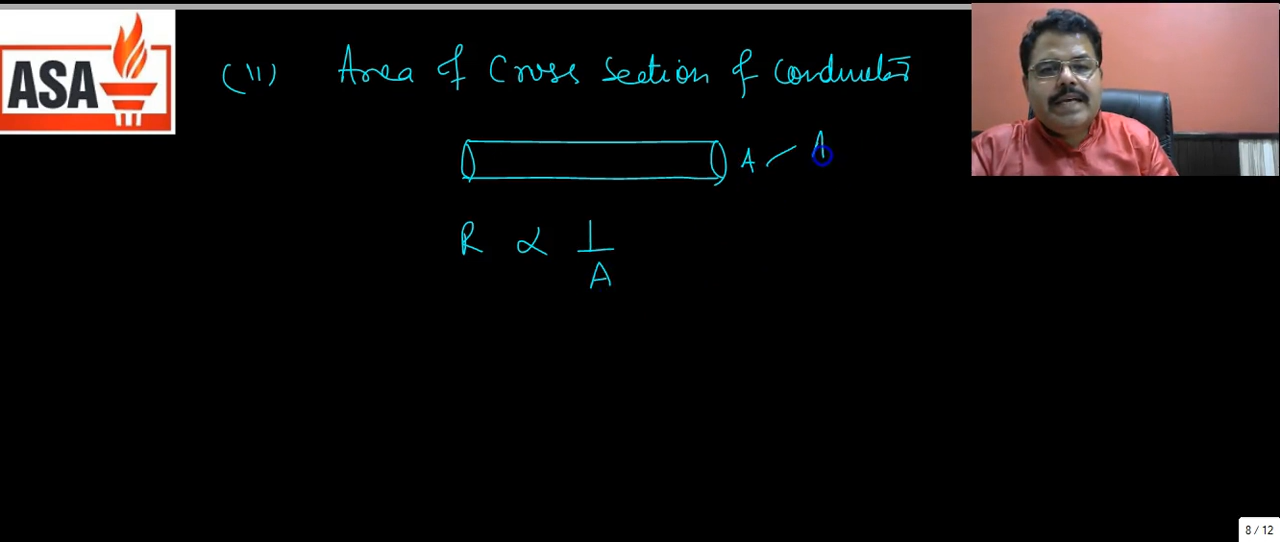 ASA
(II) Area of Cross Section of Conductor
A
R ∝ 1/A
8 / 12